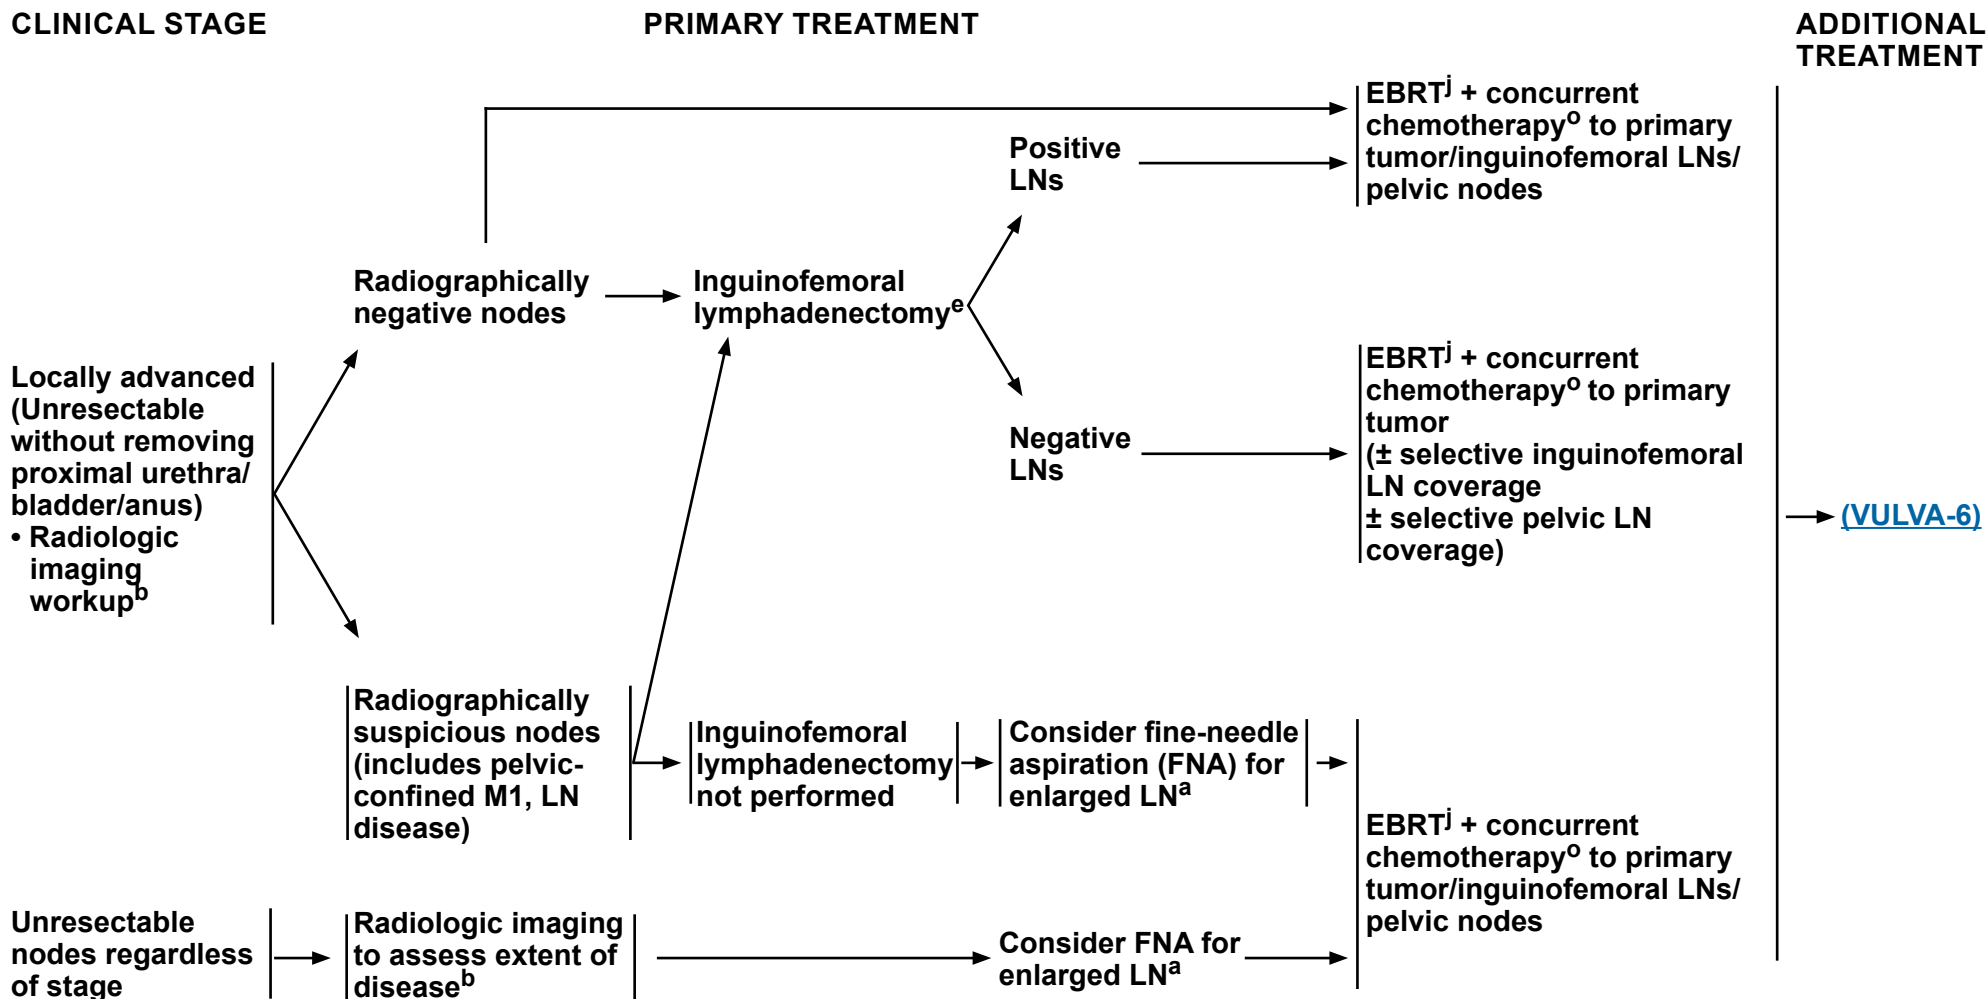 CLINICAL STAGE
PRIMARY TREATMENT
ADDITIONAL
TREATMENT
Locally advanced
(Unresectable
without removing
proximal urethra/
bladder/anus)
• Radiologic
imaging
workupb
Radiographically
negative nodes
Inguinofemoral
lymphadenectomye
Positive
LNs
EBRTj + concurrent
chemotherapyo to primary
tumor/inguinofemoral LNs/
pelvic nodes
Negative
LNs
EBRTj + concurrent
chemotherapyo to primary
tumor
(± selective inguinofemoral
LN coverage
± selective pelvic LN
coverage)
Radiographically
suspicious nodes
(includes pelvic-
confined M1, LN
disease)
Inguinofemoral
lymphadenectomy
not performed
Consider fine-needle
aspiration (FNA) for
enlarged LNa
Unresectable
nodes regardless
of stage
Radiologic imaging
to assess extent of
diseaseb
Consider FNA for
enlarged LNa
EBRTj + concurrent
chemotherapyo to primary
tumor/inguinofemoral LNs/
pelvic nodes
(VULVA-6)